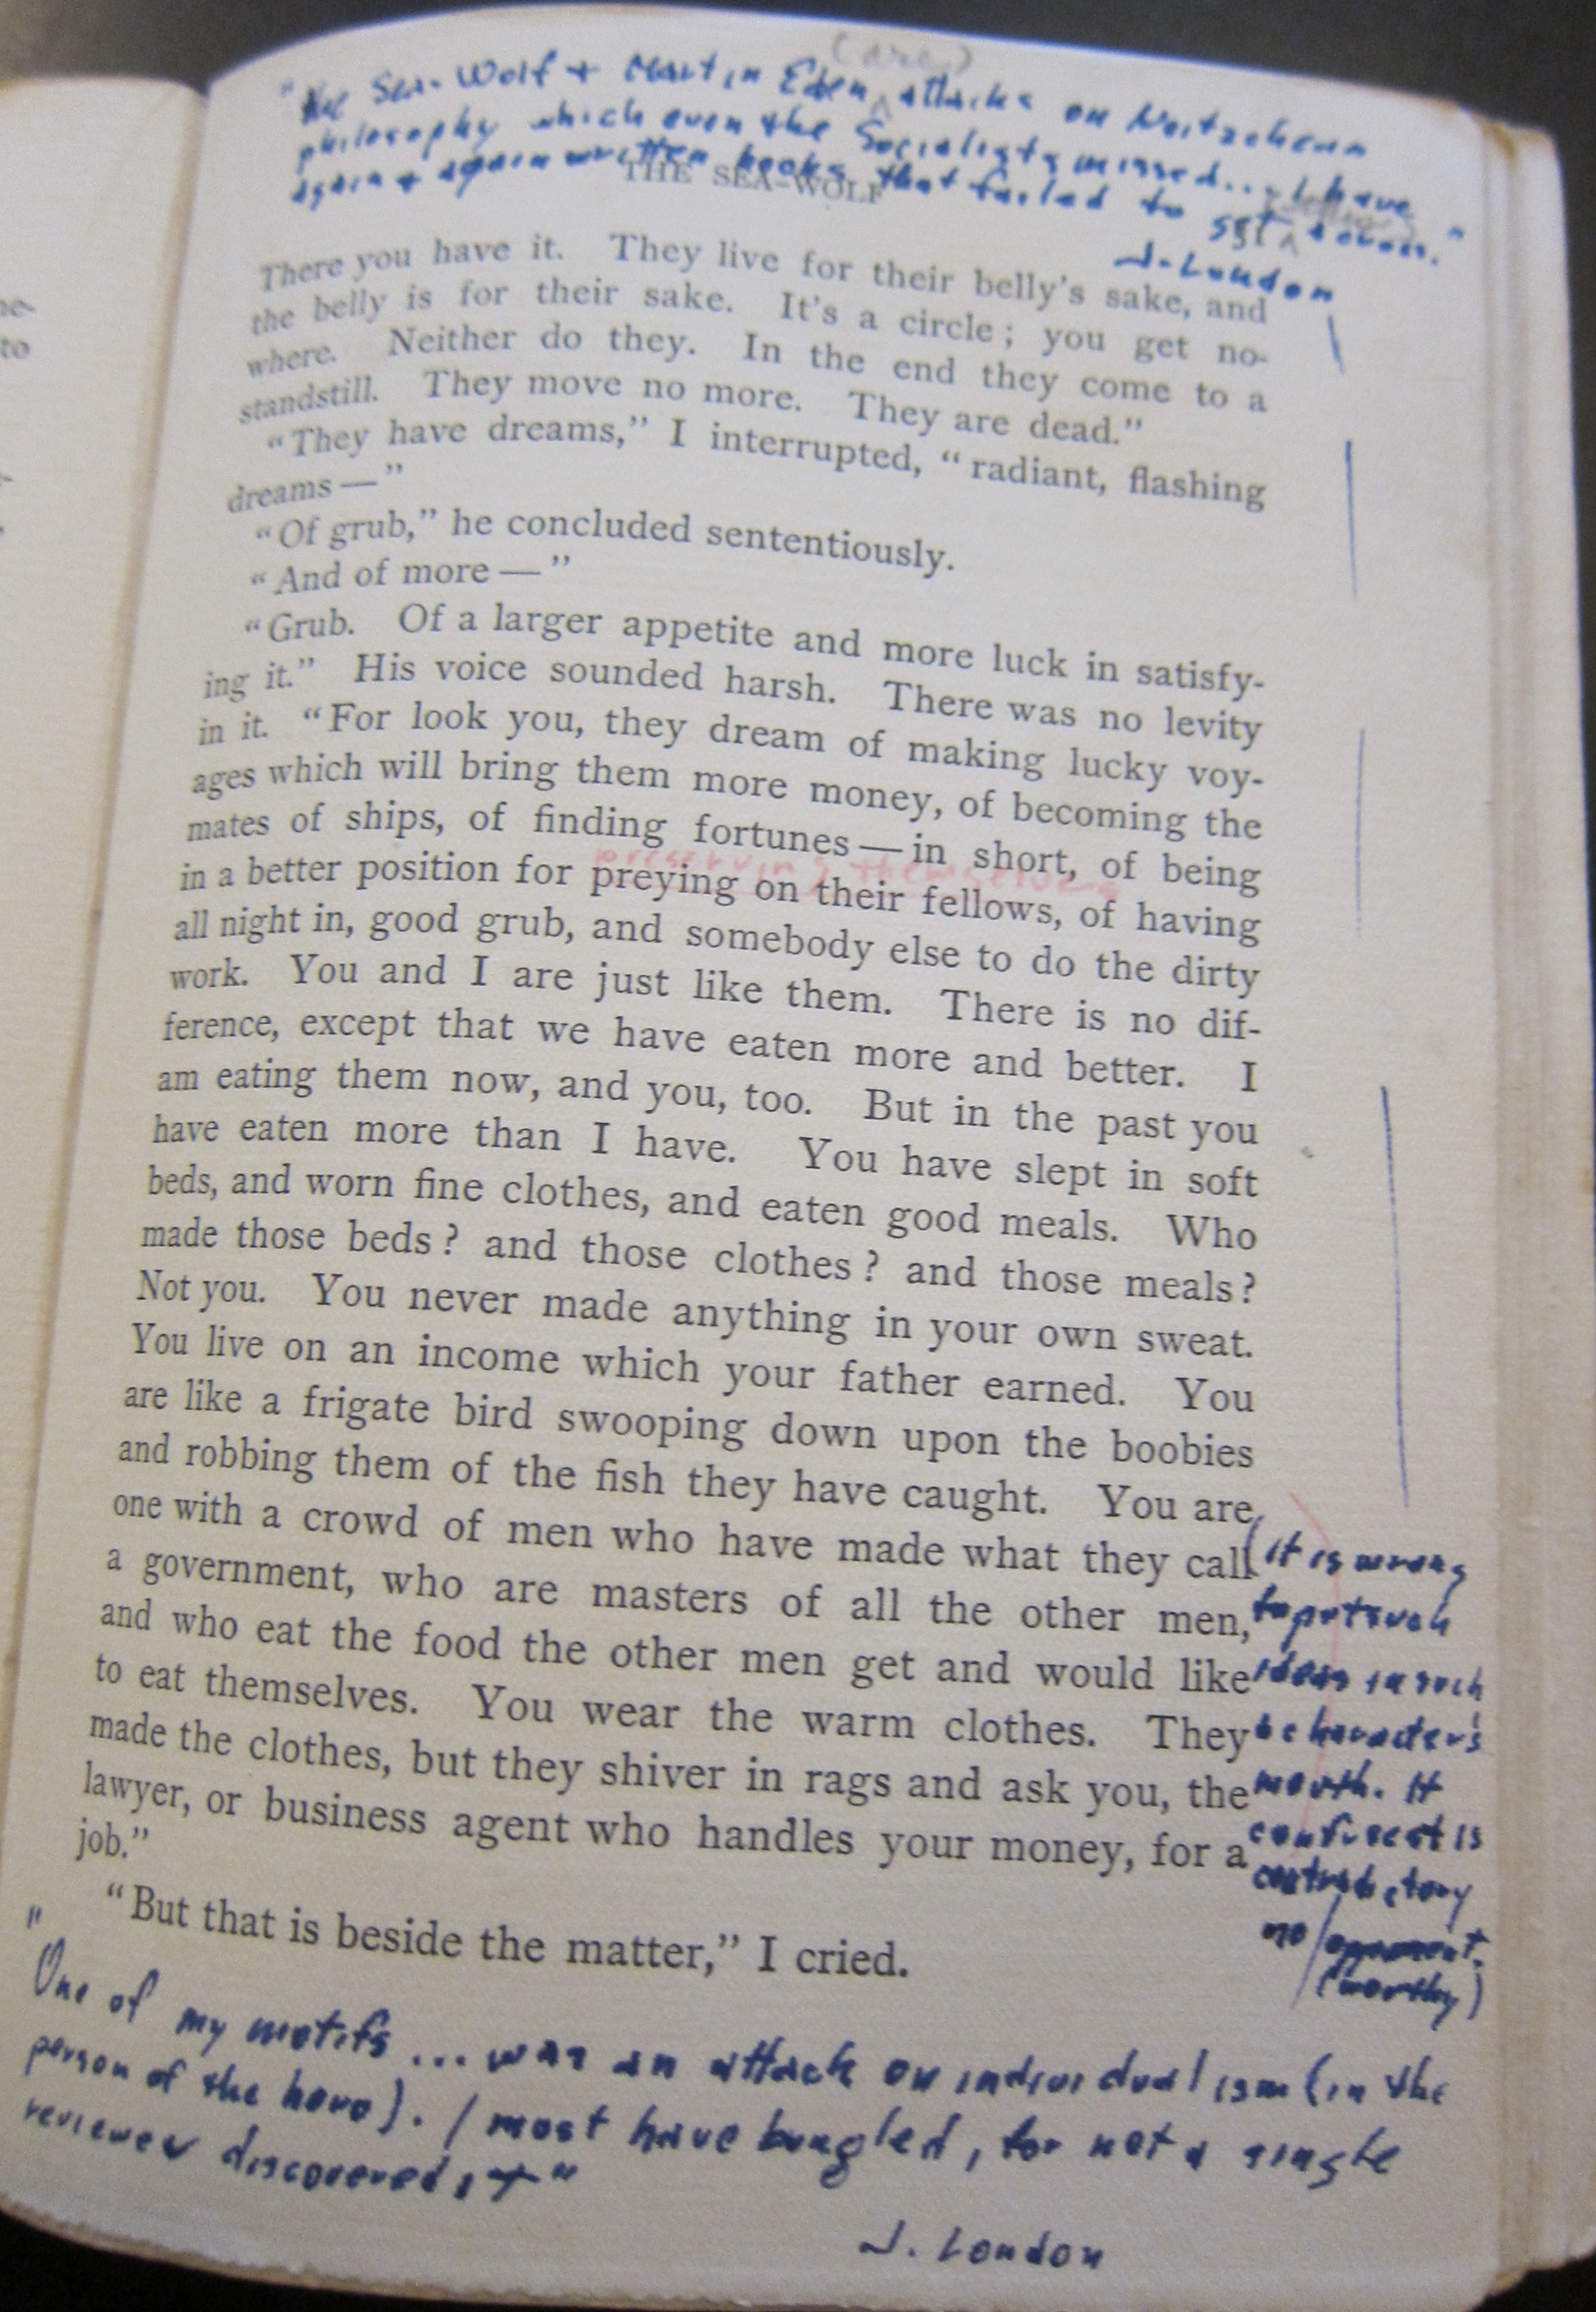 (are)
"The Sea-Wolf + Martin Eden ^ attacks on Neitzchean
philosophy which even the Socialists missed... I have
again + again written books that failed to
get ^ down."
J. London
THE SEA-WOLF
There you have it. They live for their belly's sake, and
the belly is for their sake. It's a circle; you get no-
where. Neither do they. In the end they come to a
standstill. They move no more. They are dead."
"They have dreams," I interrupted, "radiant, flashing
dreams—"
"Of grub," he concluded sententiously.
"And of more—"
"Grub. Of a larger appetite and more luck in satisfy-
ing it." His voice sounded harsh. There was no levity
in it. "For look you, they dream of making lucky voy-
ages which will bring them more money, of becoming the
mates of ships, of finding fortunes—in short, of being
preserving themselves
in a better position for preying on their fellows, of having
all night in, good grub, and somebody else to do the dirty
work. You and I are just like them. There is no dif-
ference, except that we have eaten more and better. I
am eating them now, and you, too. But in the past you
have eaten more than I have. You have slept in soft
beds, and worn fine clothes, and eaten good meals. Who
made those beds? and those clothes? and those meals?
Not you. You never made anything in your own sweat.
You live on an income which your father earned. You
are like a frigate bird swooping down upon the boobies
and robbing them of the fish they have caught. You are
one with a crowd of men who have made what they call
a government, who are masters of all the other men,
and who eat the food the other men get and would like
to eat themselves. You wear the warm clothes. They
made the clothes, but they shiver in rags and ask you, the
lawyer, or business agent who handles your money, for a
job."
"But that is beside the matter," I cried.
It is wrong
to put such
ideas in such
a character's
mouth. It
confuses + is
contradictory
no
(worthy)
"One of my motifs ... was an attack on individualism (in the
person of the hero). I must have bungled, for not a single
reviewer discovered it"
J. London